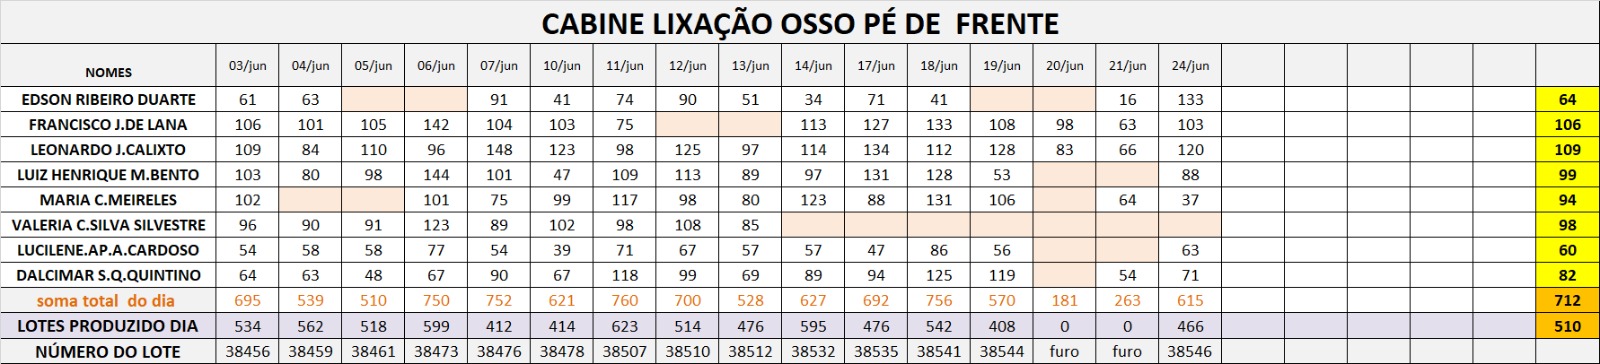 CABINE LIXAÇÃO OSSO PÉ DE FRENTE
NOMES 03/jun 04/jun 05/jun 06/jun 07/jun 10/jun 11/jun 12/jun 13/jun 14/jun 17/jun 18/jun 19/jun 20/jun 21/jun 24/jun
EDSON RIBEIRO DUARTE 61 63 91 41 74 90 51 34 71 41 16 133 64
FRANCISCO J.DE LANA 106 101 105 142 104 103 75 113 127 133 108 98 63 103 106
LEONARDO J.CALIXTO 109 84 110 96 148 123 98 125 97 114 134 112 128 83 66 120 109
LUIZ HENRIQUE M.BENTO 103 80 98 144 101 47 109 113 89 97 131 128 53 88 99
MARIA C.MEIRELES 102 101 75 99 117 98 80 123 88 131 106 64 37 94
VALERIA C.SILVA SILVESTRE 96 90 91 123 89 102 98 108 85 98
LUCILENE.AP.A.CARDOSO 54 58 58 77 54 39 71 67 57 57 47 86 56 63 60
DALCIMAR S.Q.QUINTINO 64 63 48 67 90 67 118 99 69 89 94 125 119 54 71 82
soma total do dia 695 539 510 750 752 621 760 700 528 627 692 756 570 181 263 615 712
LOTES PRODUZIDO DIA 534 562 518 599 412 414 623 514 476 595 476 542 408 0 0 466 510
NÚMERO DO LOTE 38456 38459 38461 38473 38476 38478 38507 38510 38512 38532 38535 38541 38544 furo furo 38546